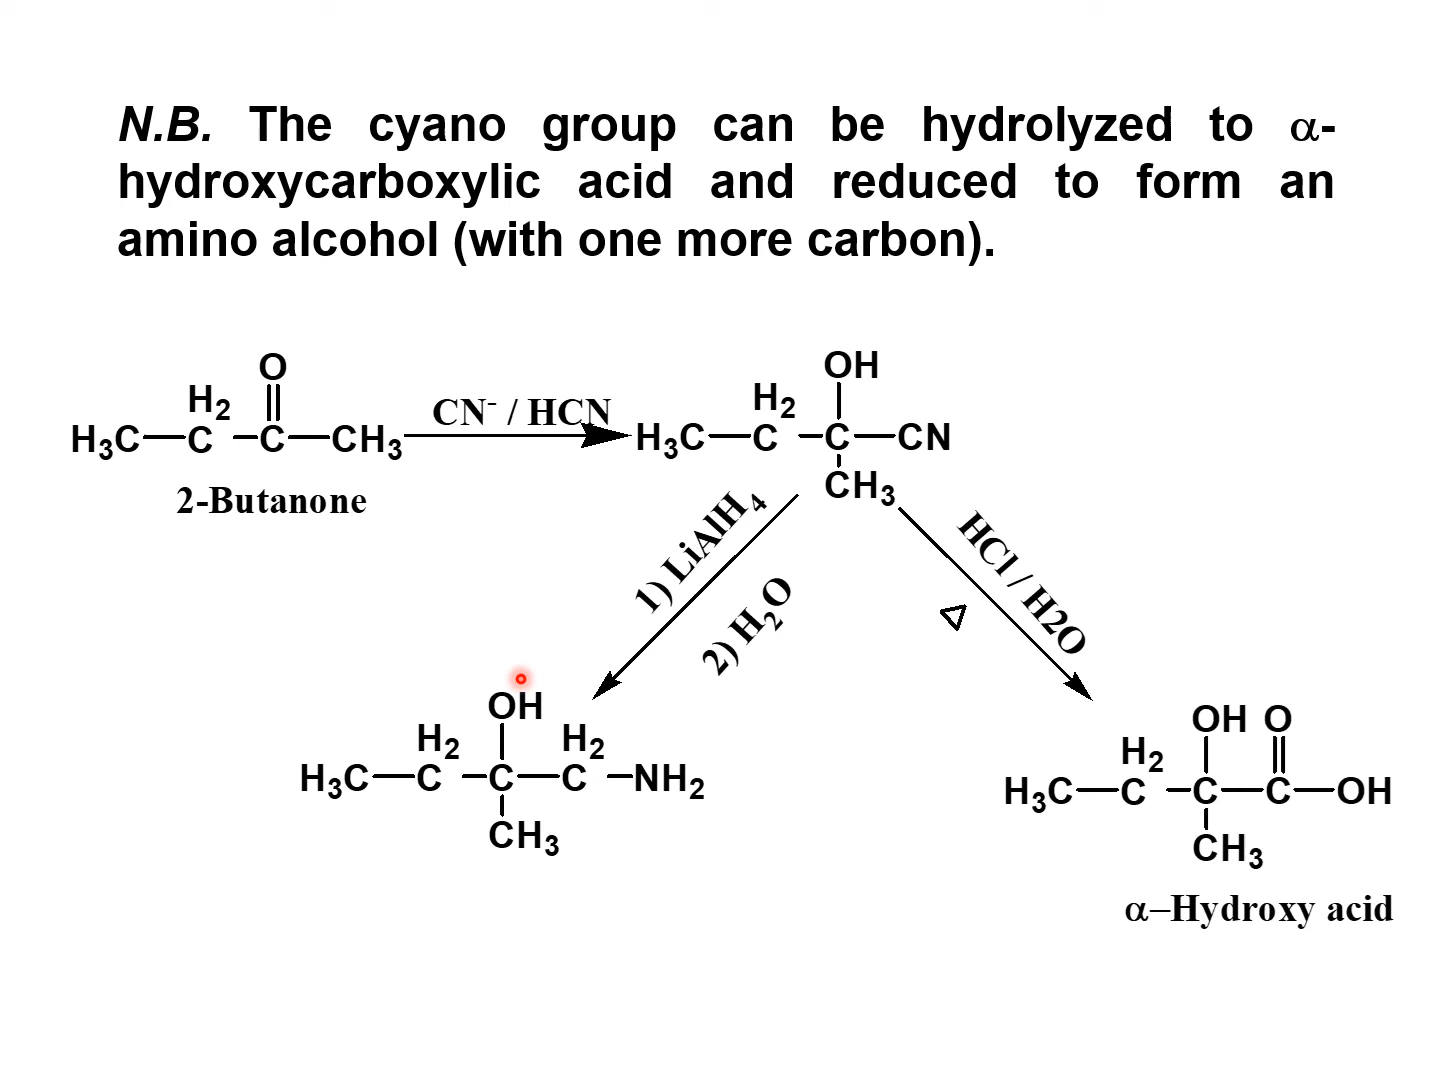 N.B. The cyano group can be hydrolyzed to α-
hydroxycarboxylic acid and reduced to form an
amino alcohol (with one more carbon).
O
H₂
H₃C—C—C—CH₃
2-Butanone
CN⁻ / HCN
OH
H₂
H₃C—C—C—CN
CH₃
1) LiAlH₄
2) H₂O
HCl / H2O
Δ
OH
H₂ H₂
H₃C—C—C—C—NH₂
CH₃
OH O
H₂
H₃C—C—C—C—OH
CH₃
α–Hydroxy acid